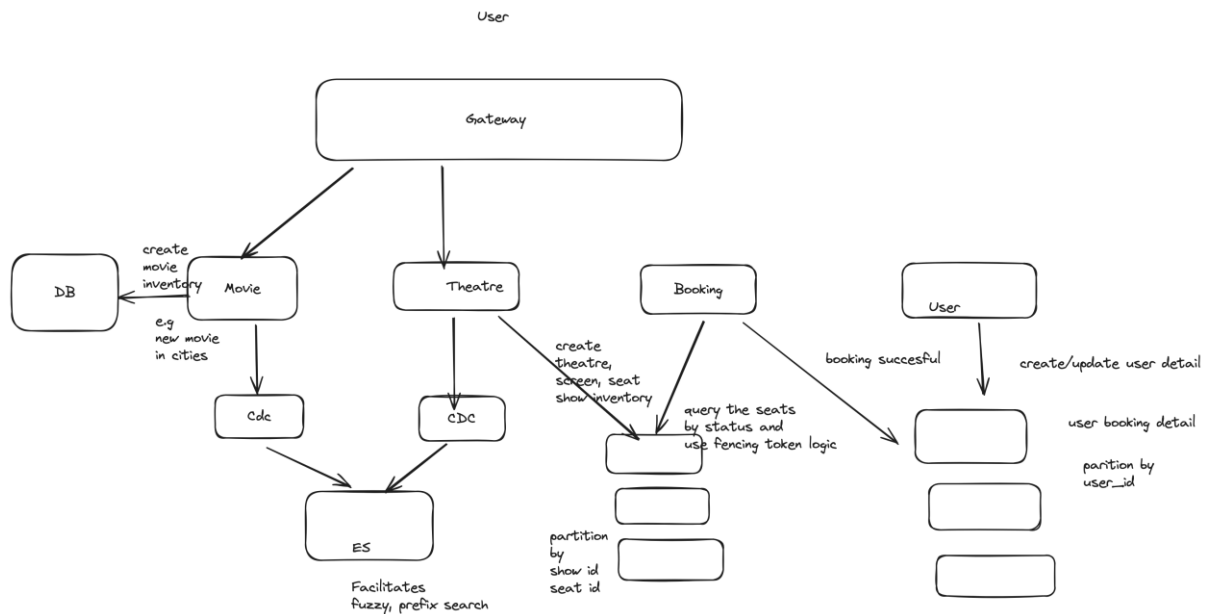 User
Gateway
create
movie
inventory
DB
Movie
Theatre
Booking
User
e.g
new movie
in cities
create
theatre,
screen, seat
show inventory
booking succesful
create/update user detail
Cdc
CDC
query the seats
by status and
use fencing token logic
user booking detail
parition by
user_id
ES
partition
by
show id
seat id
Facilitates
fuzzy, prefix search